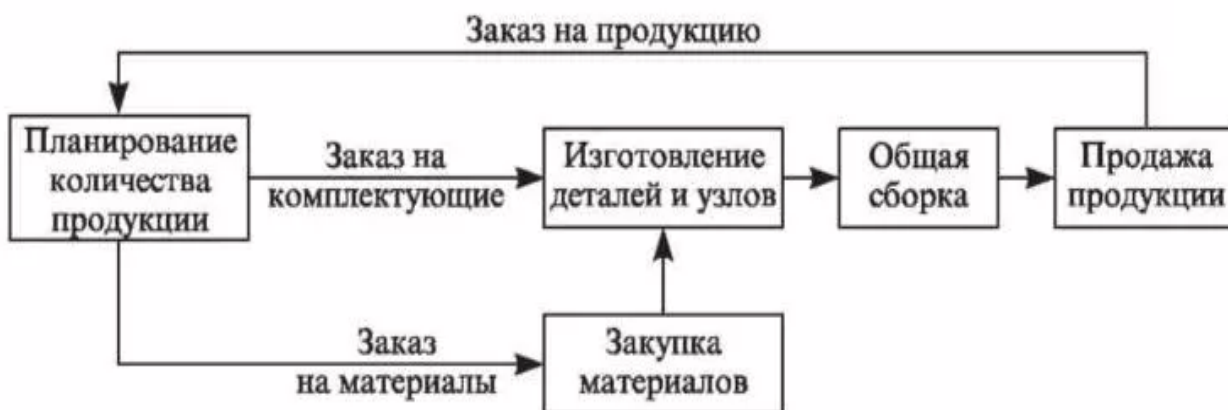 Заказ на продукцию
Планирование
количества
продукции
Заказ на
комплектующие
Изготовление
деталей и узлов
Общая
сборка
Продажа
продукции
Заказ
на материалы
Закупка
материалов